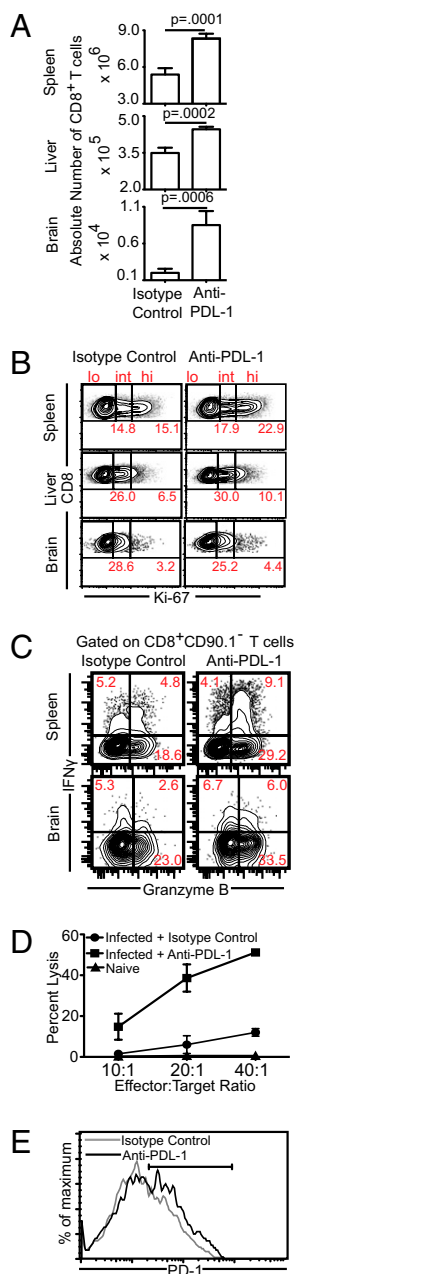 A
Absolute Number of CD8+ T cells
Spleen
x 10^6
9.0
6.0
3.0
p=.0001
Liver
x 10^5
5.0
3.5
2.0
p=.0002
Brain
x 10^4
1.1
0.6
0.1
p=.0006
Isotype Control
Anti-PDL-1
B
Isotype Control Anti-PDL-1
lo int hi lo int hi
Spleen
14.8 15.1 17.9 22.9
Liver
CD8
26.0 6.5 30.0 10.1
Brain
28.6 3.2 25.2 4.4
Ki-67
C
Gated on CD8+CD90.1- T cells
Isotype Control Anti-PDL-1
Spleen
5.2 4.8 4.1 9.1
18.6 29.2
IFNγ
Brain
5.3 2.6 6.7 6.0
23.0 33.5
Granzyme B
D
Percent Lysis
60
40
20
0
Infected + Isotype Control
Infected + Anti-PDL-1
Naive
10:1 20:1 40:1
Effector:Target Ratio
E
% of maximum
Isotype Control
Anti-PDL-1
PD-1